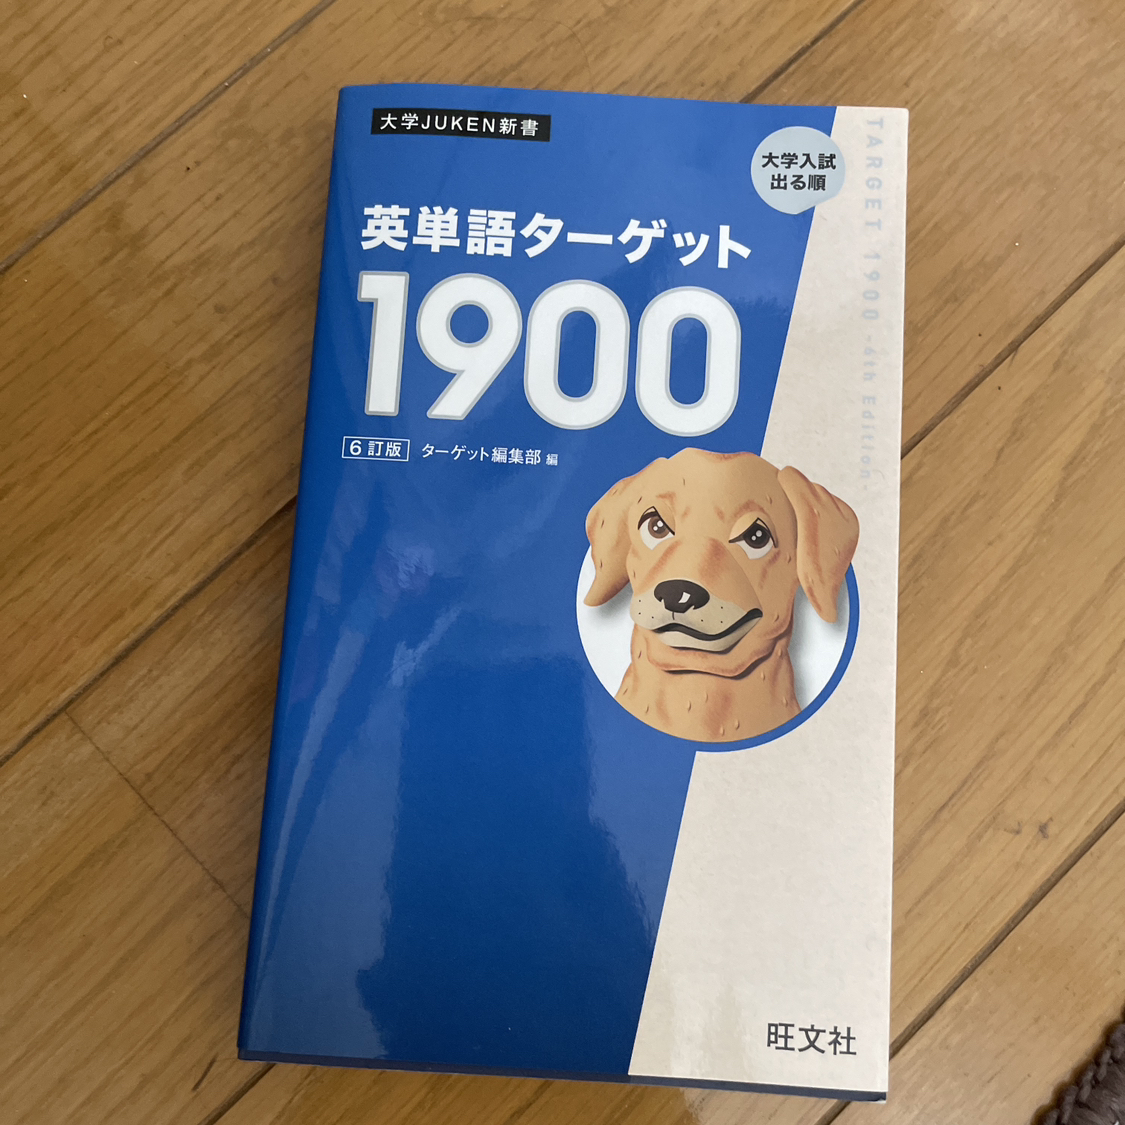 大学JUKEN新書
大学入試
出る順
英単語ターゲット
1900
6訂版 ターゲット編集部 編
TARGET 1900 -6th Edition-
旺文社